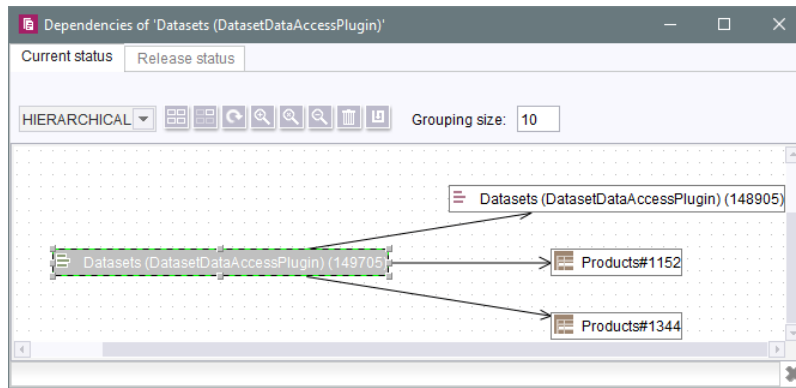 Dependencies of 'Datasets (DatasetDataAccessPlugin)'
Current status Release status
HIERARCHICAL Grouping size: 10
Datasets (DatasetDataAccessPlugin) (148905)
Datasets (DatasetDataAccessPlugin) (149705)
Products#1152
Products#1344